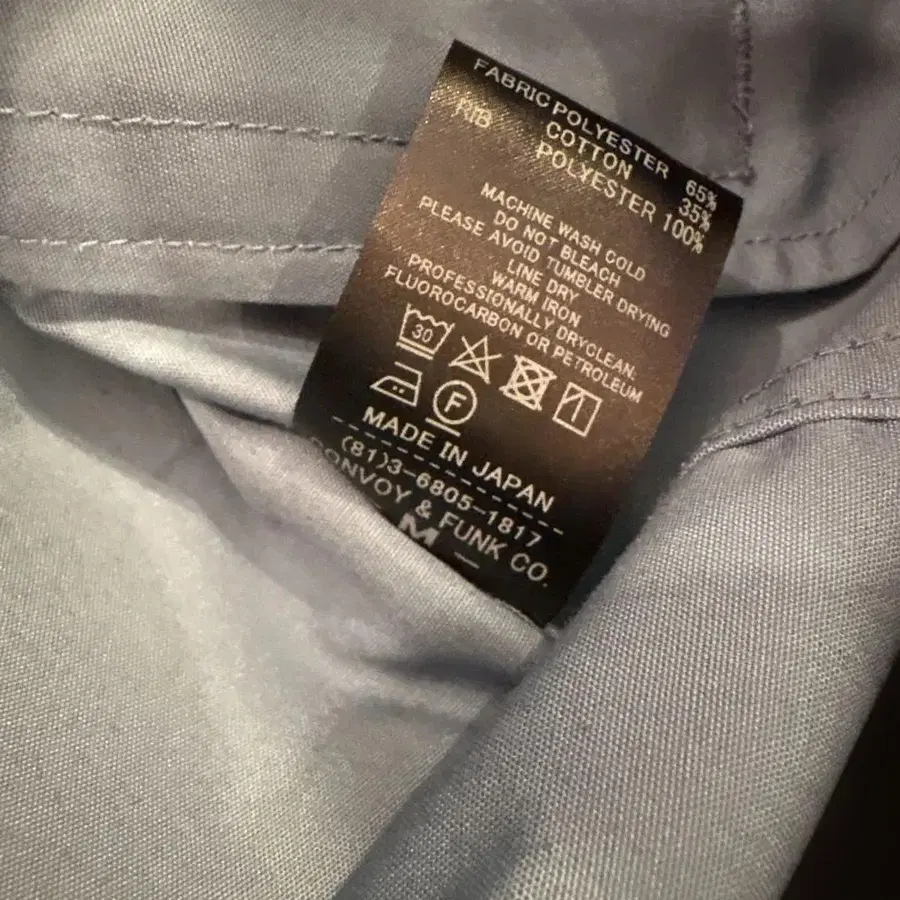 FABRIC POLYESTER 65%
COTTON 35%
RIB POLYESTER 100%
MACHINE WASH COLD
DO NOT BLEACH
PLEASE AVOID TUMBLER DRYING
LINE DRY
WARM IRON
PROFESSIONALLY DRYCLEAN.
FLUOROCARBON OR PETROLEUM
30
F
MADE IN JAPAN
(81)3-6805-1817
CONVOY & FUNK CO.
M